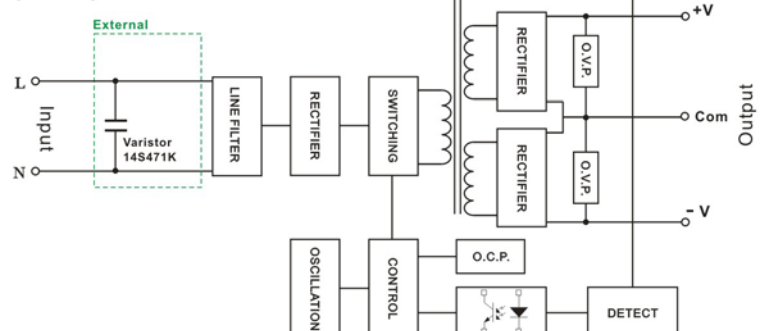 External
+V
L
Input
N
Varistor
14S471K
LINE FILTER
RECTIFIER
SWITCHING
RECTIFIER
O.V.P.
Com
Output
RECTIFIER
O.V.P.
- V
OSCILLATION
CONTROL
O.C.P.
DETECT